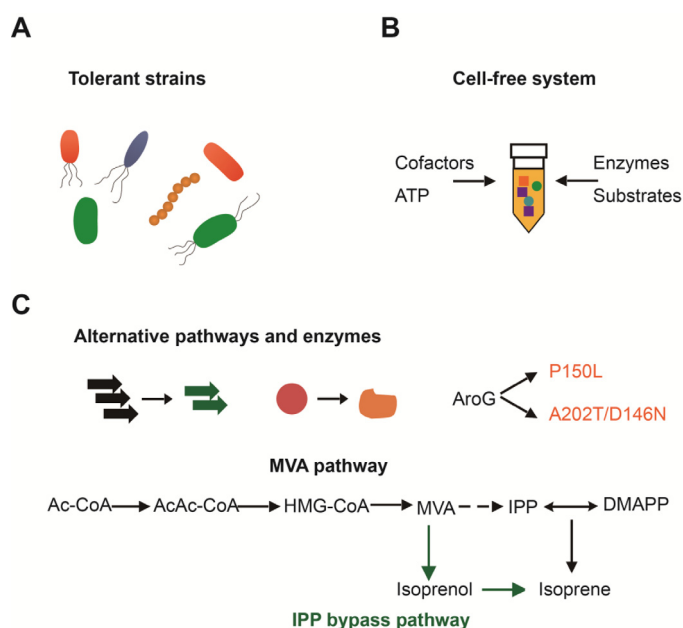 A
Tolerant strains
B
Cell-free system
Cofactors
ATP
Enzymes
Substrates
C
Alternative pathways and enzymes
AroG
P150L
A202T/D146N
MVA pathway
Ac-CoA AcAc-CoA HMG-CoA MVA IPP DMAPP
Isoprenol Isoprene
IPP bypass pathway